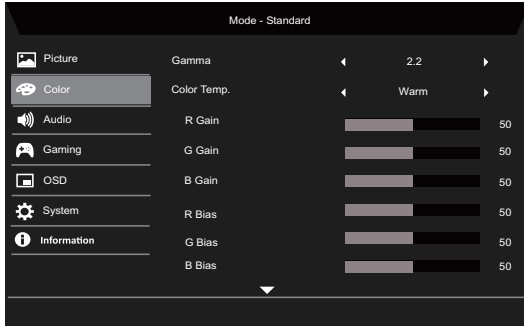 Mode - Standard
Picture
Color
Audio
Gaming
OSD
System
Information
Gamma 2.2
Color Temp. Warm
R Gain 50
G Gain 50
B Gain 50
R Bias 50
G Bias 50
B Bias 50